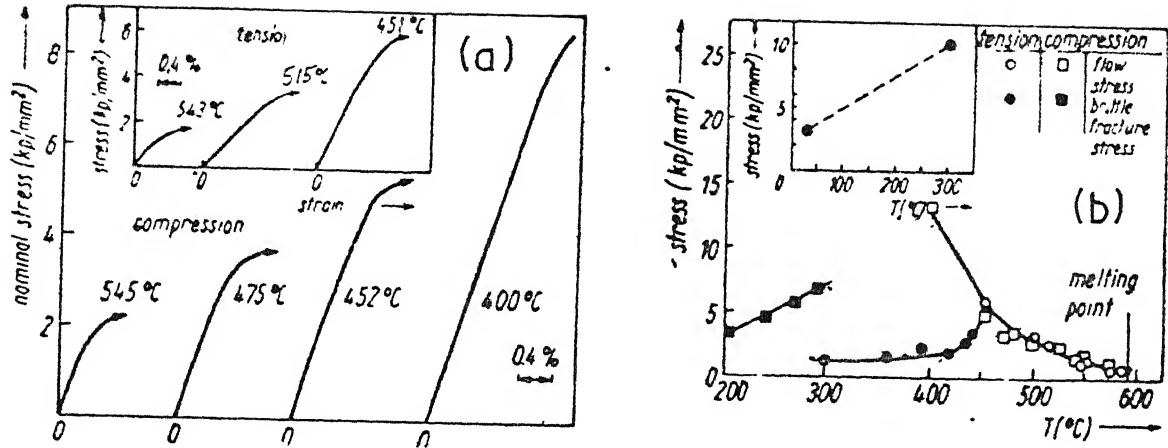 (a)
nominal stress (kp/mm²)
8
6
4
2
0
0
0
0
stress (kp/mm²)
6
4
2
0
0
0
tension
0.4 %
543°C
515°C
451°C
strain
compression
545°C
475°C
452°C
400°C
0.4 %
(b)
stress (kp/mm²)
25
20
15
10
5
0
200
300
400
500
600
T(°C)
stress (kp/mm²)
10
5
0
100
200
300
T(°C)
tension compression
flow
stress
brittle
fracture
stress
melting
point